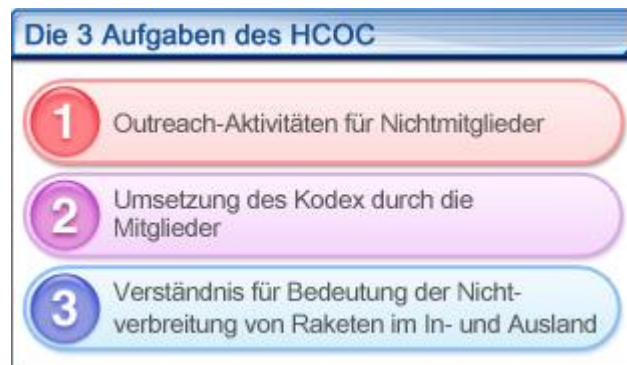 Die 3 Aufgaben des HCOC
1 Outreach-Aktivitäten für Nichtmitglieder
2 Umsetzung des Kodex durch die
Mitglieder
3 Verständnis für Bedeutung der Nicht-
verbreitung von Raketen im In- und Ausland